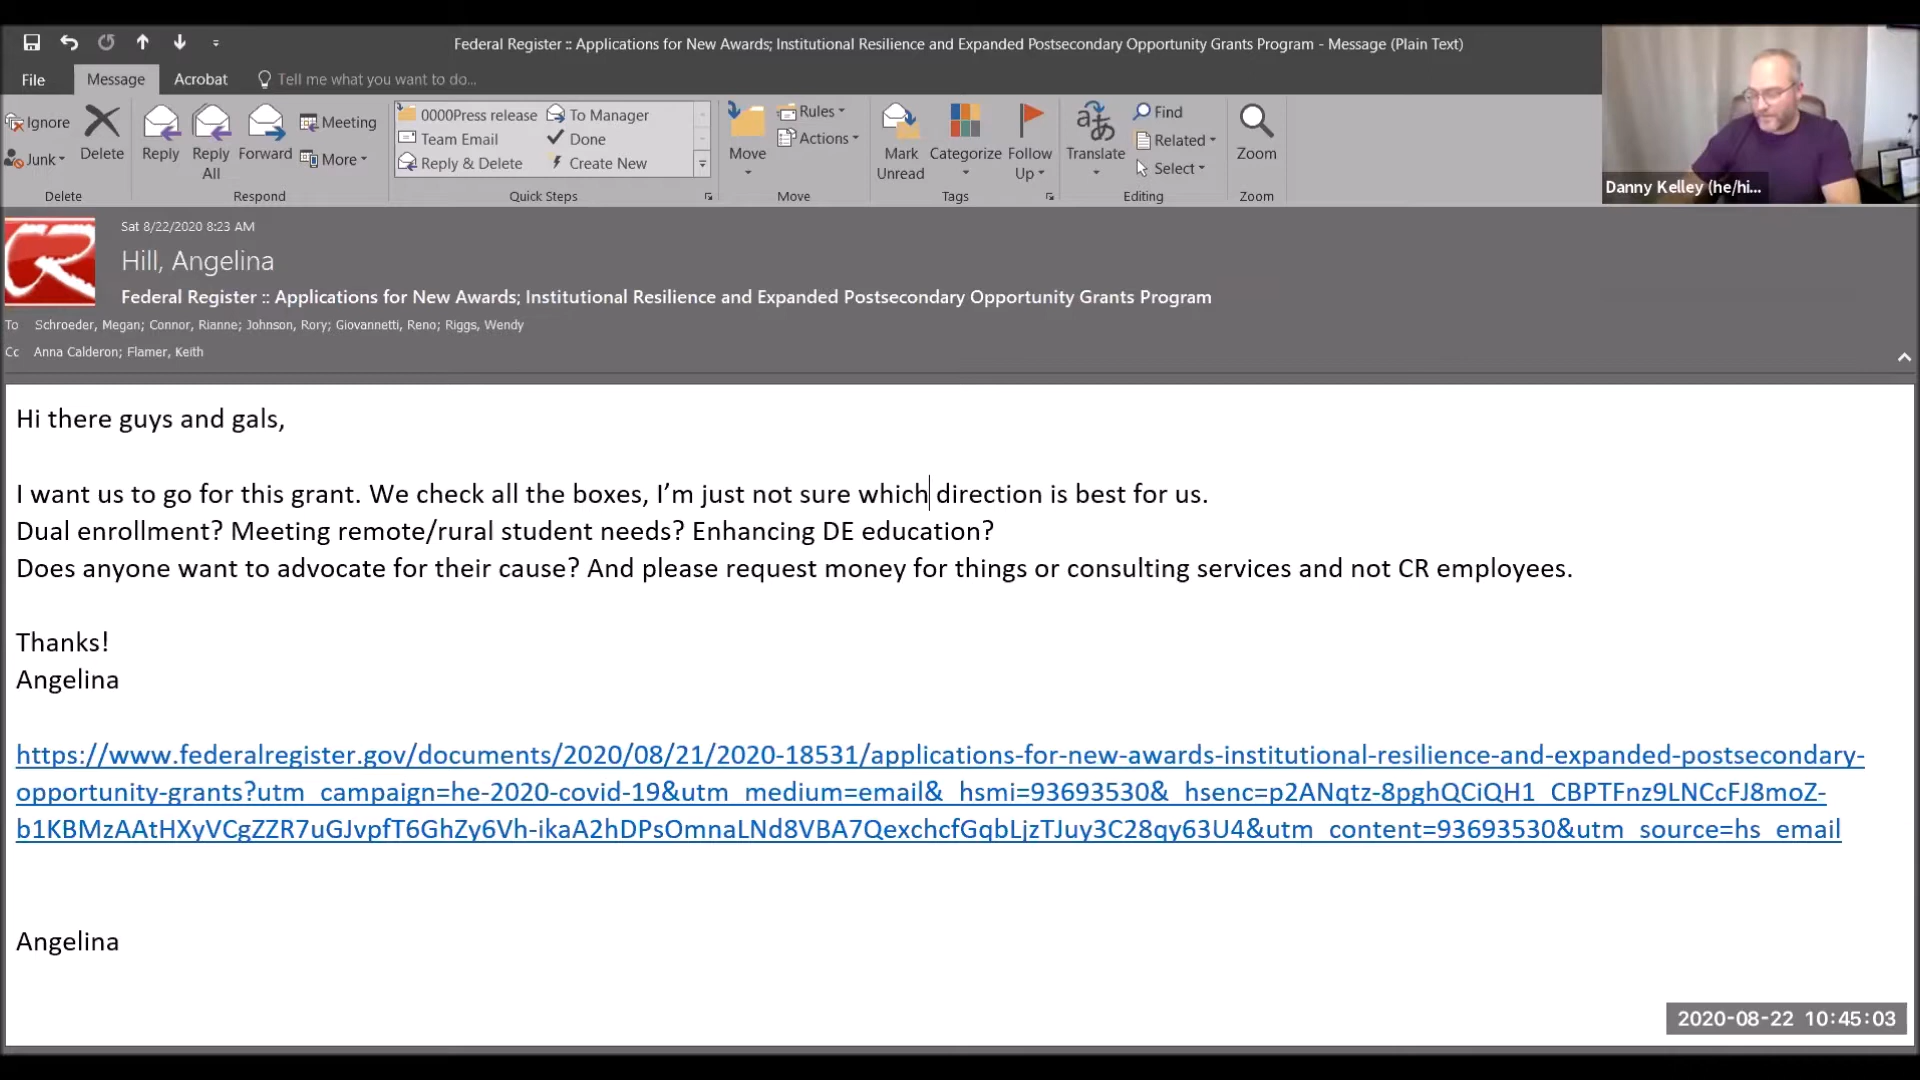 Federal Register :: Applications for New Awards; Institutional Resilience and Expanded Postsecondary Opportunity Grants Program - Message (Plain Text)
File
Message
Acrobat
Tell me what you want to do...
Ignore
Junk
Delete
Delete
Reply
Reply All
Forward
Meeting
More
Respond
0000Press release
To Manager
Team Email
Done
Reply & Delete
Create New
Quick Steps
Move
Rules
Actions
Move
Mark Unread
Categorize
Follow Up
Tags
Translate
Find
Related
Select
Editing
Zoom
Zoom
Danny Kelley (he/hi...
Sat 8/22/2020 8:23 AM
Hill, Angelina
Federal Register :: Applications for New Awards; Institutional Resilience and Expanded Postsecondary Opportunity Grants Program
To Schroeder, Megan; Connor, Rianne; Johnson, Rory; Giovannetti, Reno; Riggs, Wendy
Cc Anna Calderon; Flamer, Keith
Hi there guys and gals,
I want us to go for this grant. We check all the boxes, I'm just not sure which direction is best for us.
Dual enrollment? Meeting remote/rural student needs? Enhancing DE education?
Does anyone want to advocate for their cause? And please request money for things or consulting services and not CR employees.
Thanks!
Angelina
https://www.federalregister.gov/documents/2020/08/21/2020-18531/applications-for-new-awards-institutional-resilience-and-expanded-postsecondary-
opportunity-grants?utm_campaign=he-2020-covid-19&utm_medium=email&_hsmi=93693530&_hsenc=p2ANqtz-8pghQCiQH1_CBPTFnz9LNCcFJ8moZ-
b1KBMzAAtHXyVCgZZR7uGJvpfT6GhZy6Vh-ikaA2hDPsOmnaLNd8VBA7QexchcfGqbLjzTJuy3C28qy63U4&utm_content=93693530&utm_source=hs_email
Angelina
2020-08-22 10:45:03